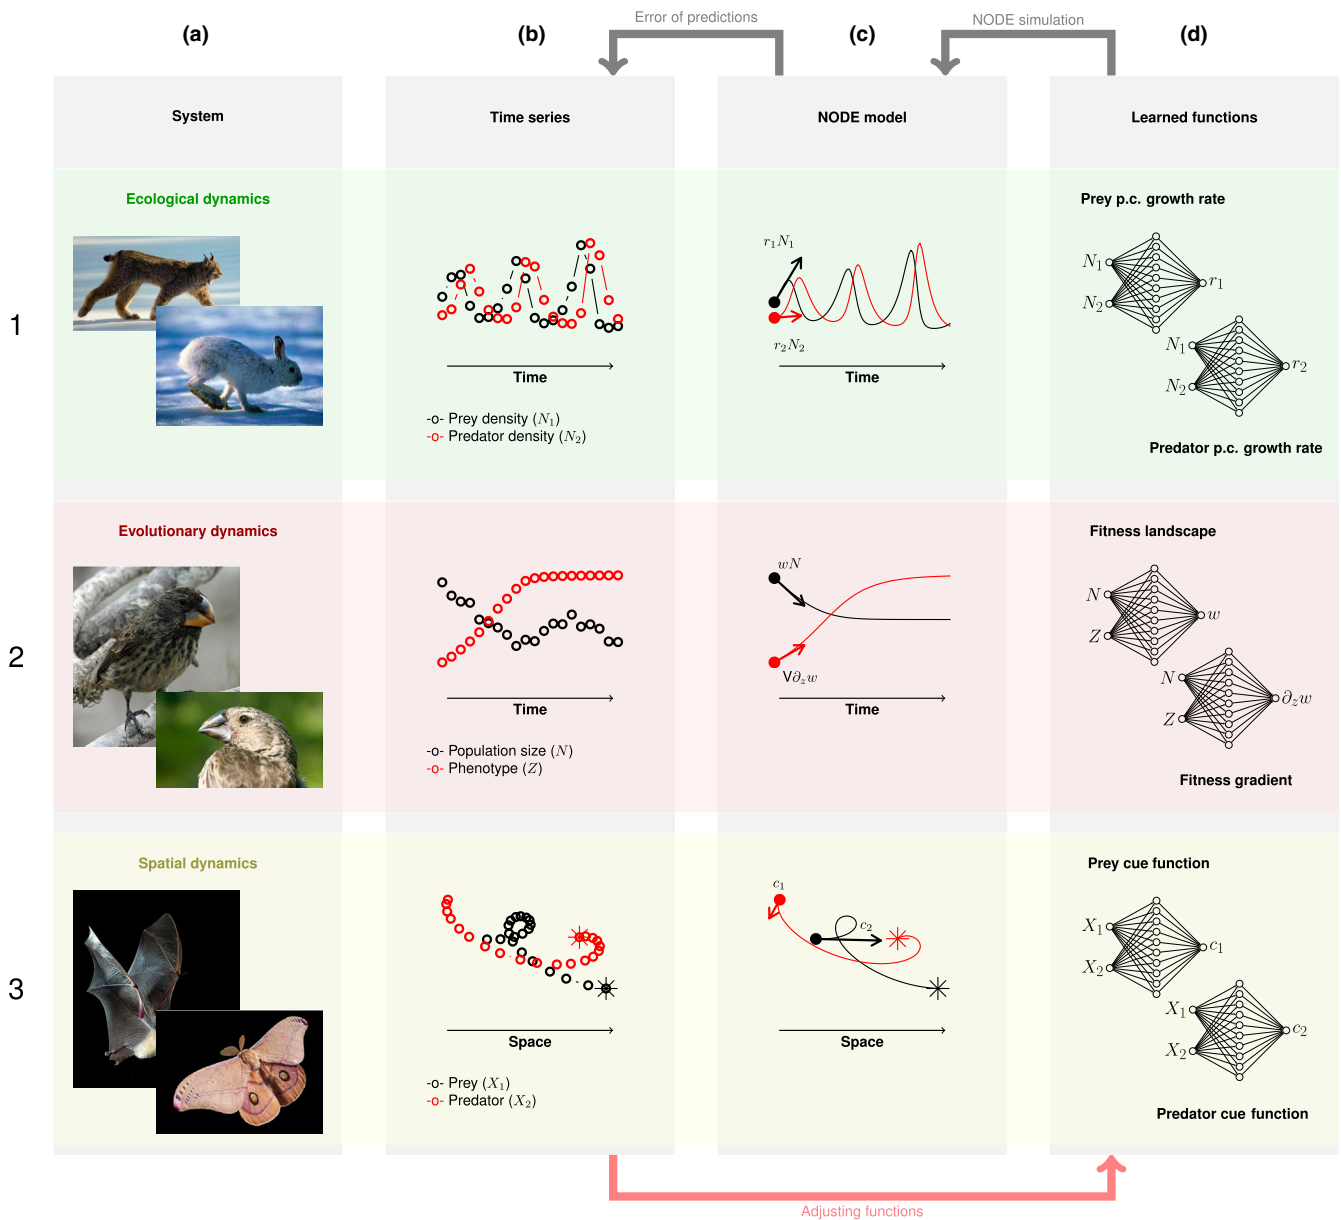 Error of predictions
NODE simulation
(a)
(b)
(c)
(d)
System
Time series
NODE model
Learned functions
1
Ecological dynamics
Time
-o- Prey density (N₁)
-o- Predator density (N₂)
r₁N₁
r₂N₂
Time
Prey p.c. growth rate
N₁
N₂
r₁
N₁
N₂
r₂
Predator p.c. growth rate
2
Evolutionary dynamics
Time
-o- Population size (N)
-o- Phenotype (Z)
wN
V∂zw
Time
Fitness landscape
N
Z
w
N
Z
∂zw
Fitness gradient
3
Spatial dynamics
Space
-o- Prey (X₁)
-o- Predator (X₂)
c₁
c₂
Space
Prey cue function
X₁
X₂
c₁
X₁
X₂
c₂
Predator cue function
Adjusting functions